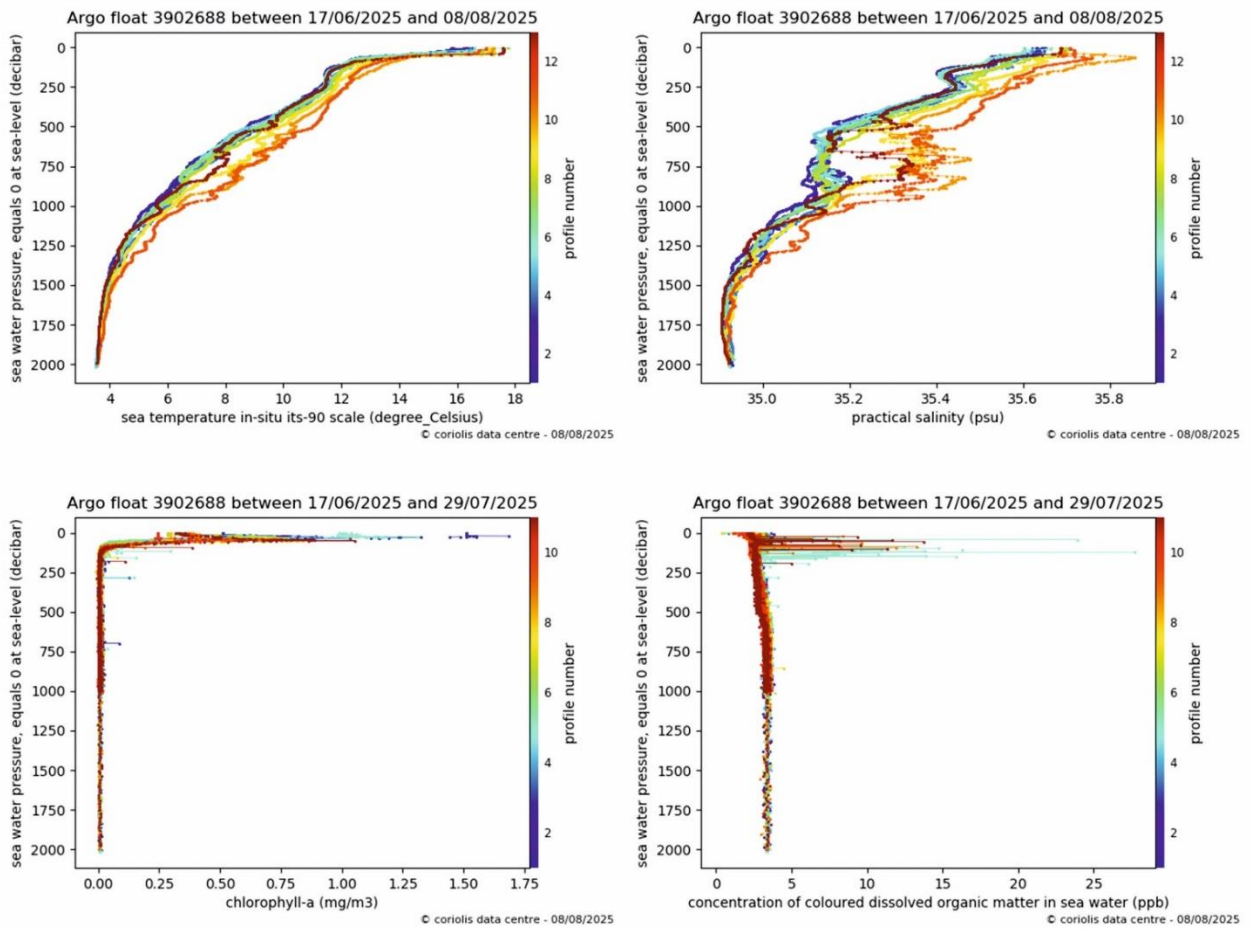 Argo float 3902688 between 17/06/2025 and 08/08/2025
sea water pressure, equals 0 at sea-level (decibar)
0
250
500
750
1000
1250
1500
1750
2000
4 6 8 10 12 14 16 18
sea temperature in-situ its-90 scale (degree_Celsius)
12
10
8
6
4
2
profile number
© coriolis data centre - 08/08/2025
Argo float 3902688 between 17/06/2025 and 08/08/2025
sea water pressure, equals 0 at sea-level (decibar)
0
250
500
750
1000
1250
1500
1750
2000
35.0 35.2 35.4 35.6 35.8
practical salinity (psu)
12
10
8
6
4
2
profile number
© coriolis data centre - 08/08/2025
Argo float 3902688 between 17/06/2025 and 29/07/2025
sea water pressure, equals 0 at sea-level (decibar)
0
250
500
750
1000
1250
1500
1750
2000
0.00 0.25 0.50 0.75 1.00 1.25 1.50 1.75
chlorophyll-a (mg/m3)
10
8
6
4
2
profile number
© coriolis data centre - 08/08/2025
Argo float 3902688 between 17/06/2025 and 29/07/2025
sea water pressure, equals 0 at sea-level (decibar)
0
250
500
750
1000
1250
1500
1750
2000
0 5 10 15 20 25
concentration of coloured dissolved organic matter in sea water (ppb)
10
8
6
4
2
profile number
© coriolis data centre - 08/08/2025